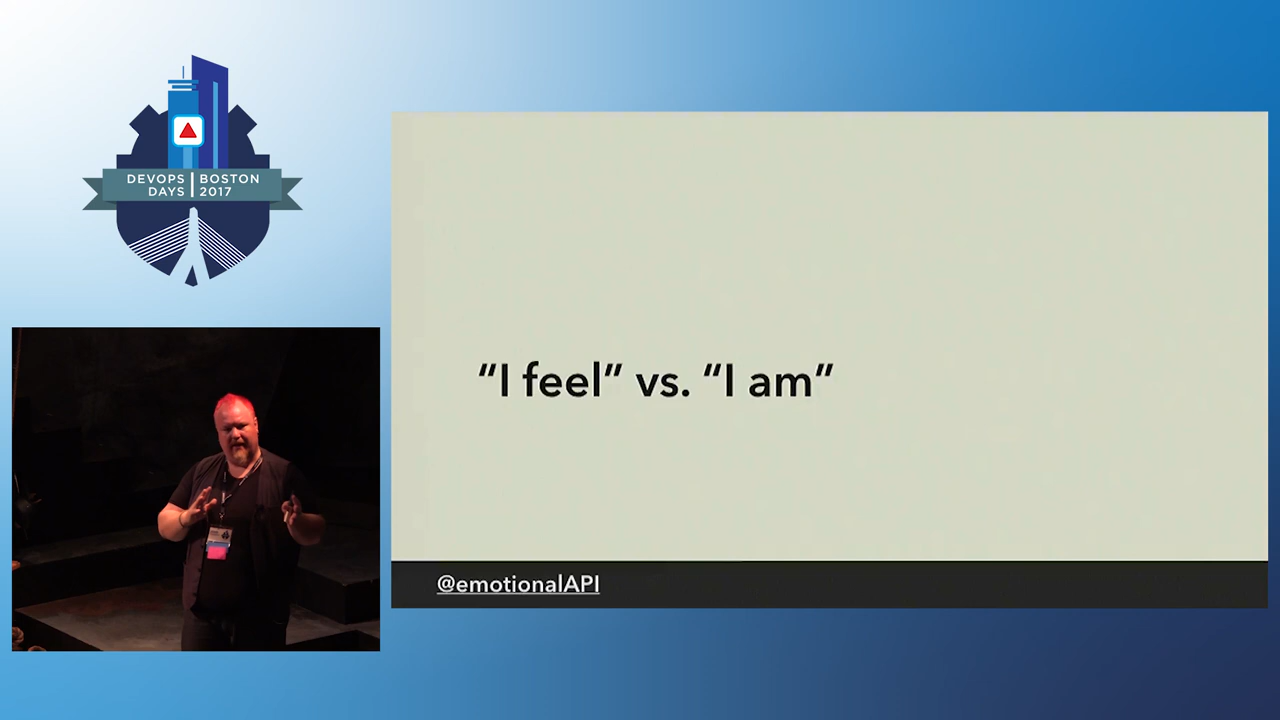 DEVOPS | BOSTON
DAYS | 2017
“I feel” vs. “I am”
@emotionalAPI